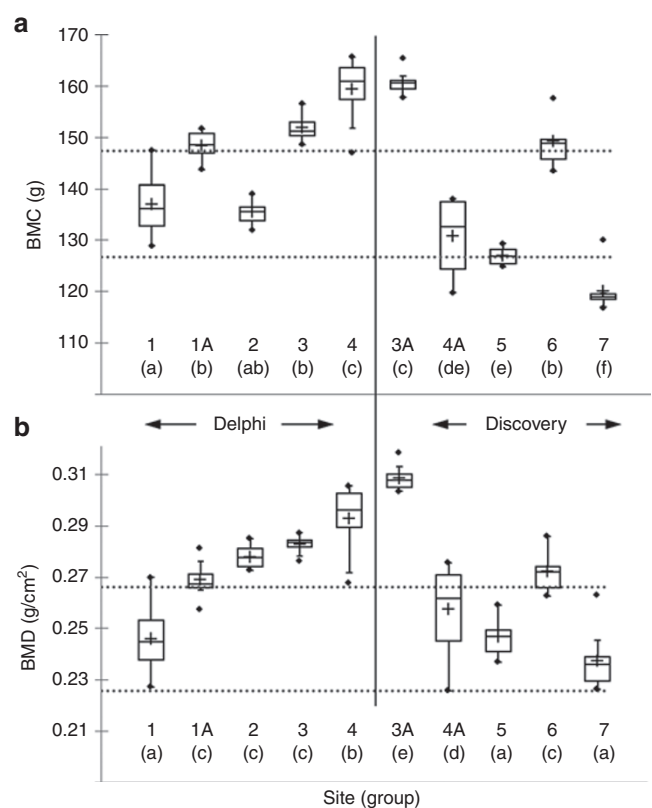 a
170
160
150
140
130
120
110
BMC (g)
1 1A 2 3 4 3A 4A 5 6 7
(a) (b) (ab) (b) (c) (c) (de) (e) (b) (f)
b
Delphi Discovery
0.31
0.29
0.27
0.25
0.23
0.21
BMD (g/cm²)
1 1A 2 3 4 3A 4A 5 6 7
(a) (c) (c) (c) (b) (e) (d) (a) (c) (a)
Site (group)